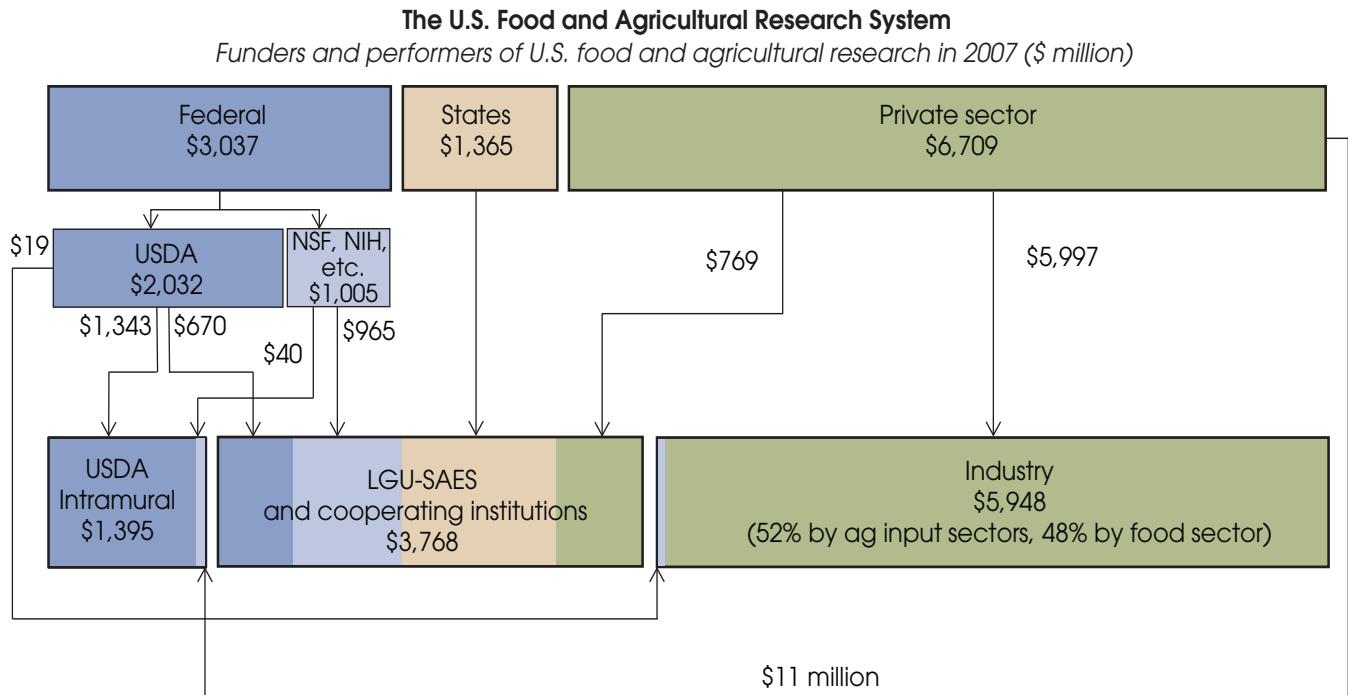 The U.S. Food and Agricultural Research System
Funders and performers of U.S. food and agricultural research in 2007 ($ million)
Federal
$3,037
States
$1,365
Private sector
$6,709
$19
USDA
$2,032
NSF, NIH,
etc.
$1,005
$769
$5,997
$1,343
$670
$40
$965
USDA
Intramural
$1,395
LGU-SAES
and cooperating institutions
$3,768
Industry
$5,948
(52% by ag input sectors, 48% by food sector)
$11 million